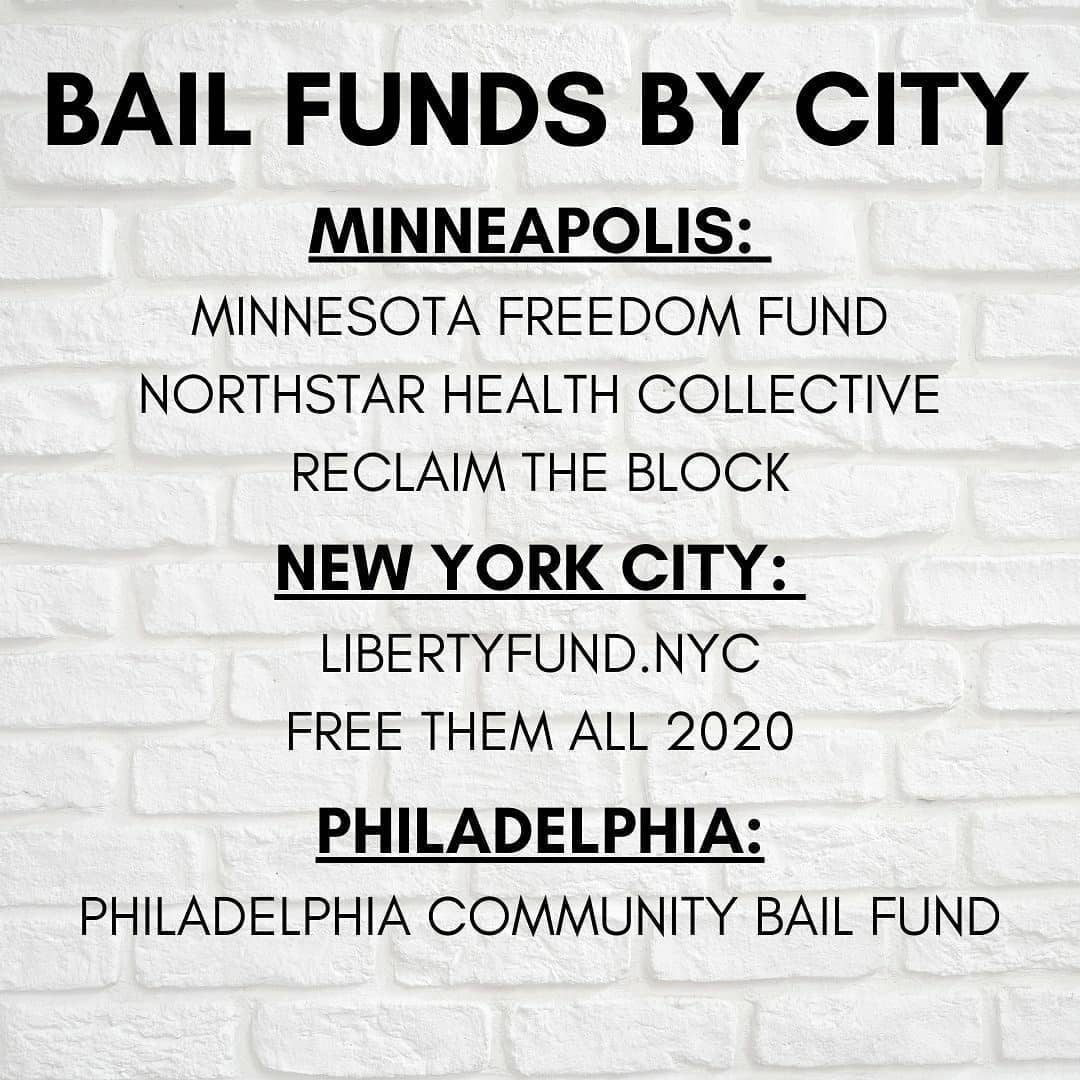 BAIL FUNDS BY CITY
MINNEAPOLIS:
MINNESOTA FREEDOM FUND
NORTHSTAR HEALTH COLLECTIVE
RECLAIM THE BLOCK
NEW YORK CITY:
LIBERTYFUND.NYC
FREE THEM ALL 2020
PHILADELPHIA:
PHILADELPHIA COMMUNITY BAIL FUND